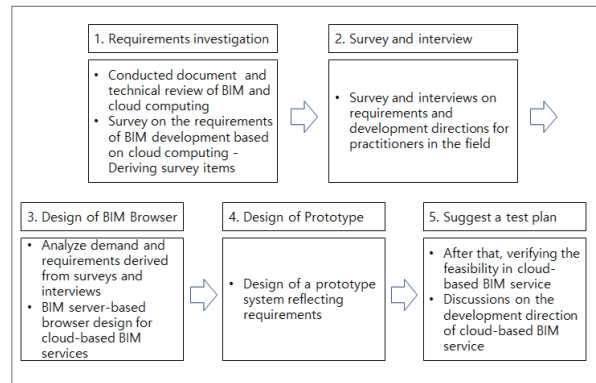 1. Requirements investigation
• Conducted document and
technical review of BIM and
cloud computing
• Survey on the requirements
of BIM development based
on cloud computing -
Deriving survey items
2. Survey and interview
• Survey and interviews on
requirements and
development directions for
practitioners in the field
3. Design of BIM Browser
• Analyze demand and
requirements derived
from surveys and
interviews
• BIM server-based
browser design for
cloud-based BIM
services
4. Design of Prototype
• Design of a prototype
system reflecting
requirements
5. Suggest a test plan
• After that, verifying the
feasibility in cloud-
based BIM service
• Discussions on the
development direction
of cloud-based BIM
service